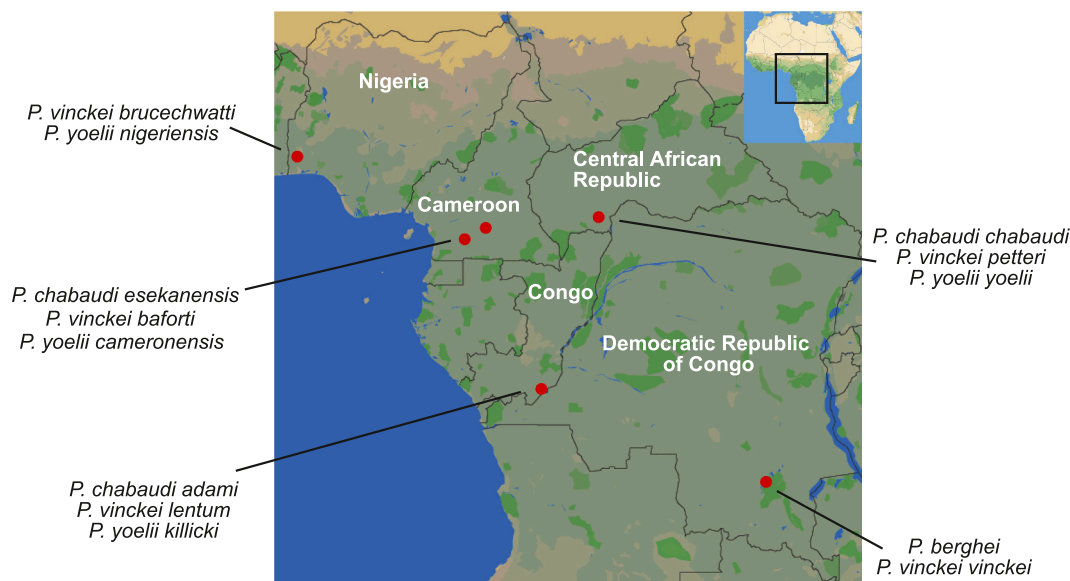 Nigeria
P. vinckei brucechwatti
P. yoelii nigeriensis
Central African
Republic
Cameroon
P. chabaudi chabaudi
P. vinckei petteri
P. yoelii yoelii
P. chabaudi esekanensis
P. vinckei baforti
P. yoelii cameronensis
Congo
Democratic Republic
of Congo
P. chabaudi adami
P. vinckei lentum
P. yoelii killicki
P. berghei
P. vinckei vinckei